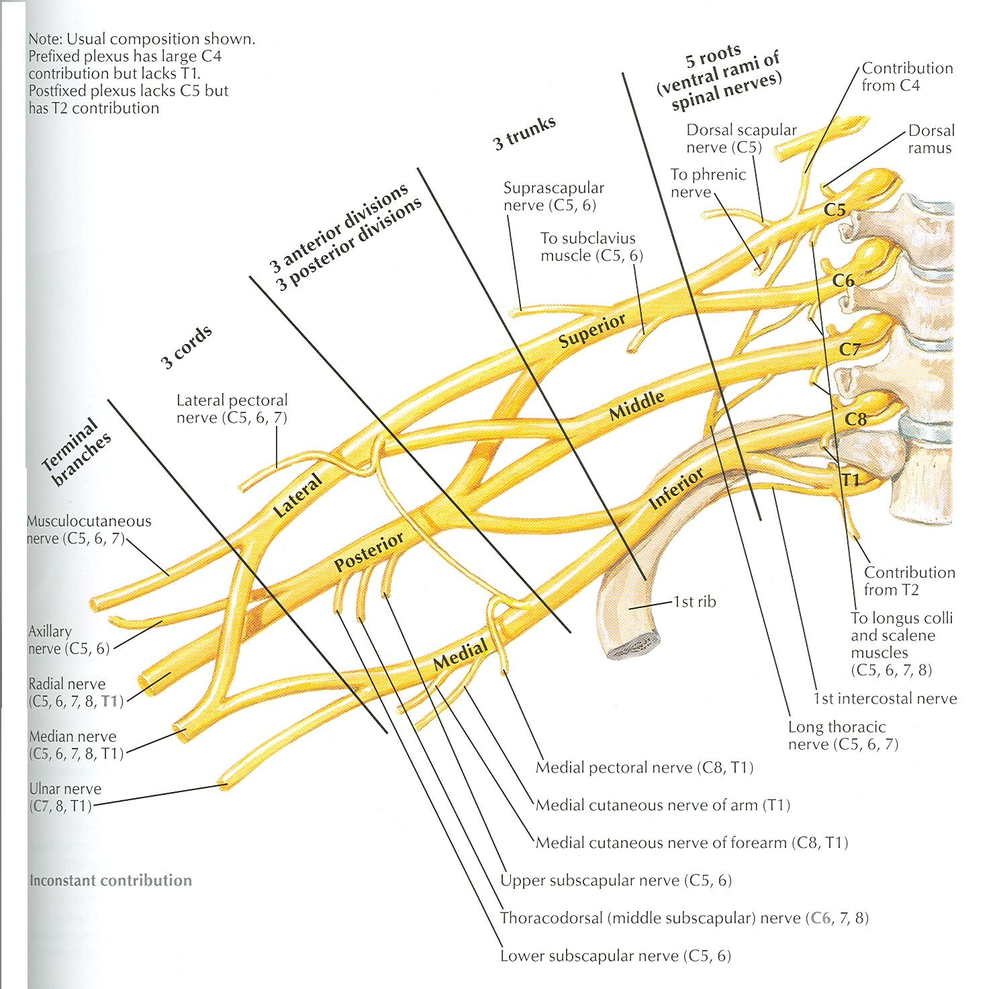 Note: Usual composition shown.
Prefixed plexus has large C4
contribution but lacks T1.
Postfixed plexus lacks C5 but
has T2 contribution
5 roots
(ventral rami of
spinal nerves)
3 trunks
3 anterior divisions
3 posterior divisions
3 cords
Terminal
branches
Contribution
from C4
Dorsal
ramus
Dorsal scapular
nerve (C5)
To phrenic
nerve
Suprascapular
nerve (C5, 6)
To subclavius
muscle (C5, 6)
C5
C6
C7
C8
T1
Superior
Middle
Inferior
Lateral pectoral
nerve (C5, 6, 7)
Lateral
Posterior
Medial
Musculocutaneous
nerve (C5, 6, 7)
Axillary
nerve (C5, 6)
Radial nerve
(C5, 6, 7, 8, T1)
Median nerve
(C5, 6, 7, 8, T1)
Ulnar nerve
(C7, 8, T1)
Inconstant contribution
1st rib
Contribution
from T2
To longus colli
and scalene
muscles
(C5, 6, 7, 8)
1st intercostal nerve
Long thoracic
nerve (C5, 6, 7)
Medial pectoral nerve (C8, T1)
Medial cutaneous nerve of arm (T1)
Medial cutaneous nerve of forearm (C8, T1)
Upper subscapular nerve (C5, 6)
Thoracodorsal (middle subscapular) nerve (C6, 7, 8)
Lower subscapular nerve (C5, 6)